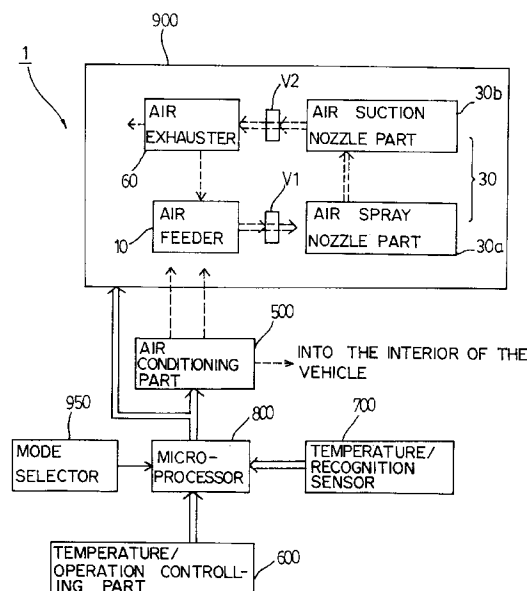 900
1
V2
30b
AIR
EXHAUSTER
AIR SUCTION
NOZZLE PART
60
V1
30
AIR
FEEDER
AIR SPRAY
NOZZLE PART
10
30a
500
AIR
CONDITIONING
PART
INTO THE INTERIOR OF THE
VEHICLE
950
800
700
MODE
SELECTOR
MICRO-
PROCESSOR
TEMPERATURE/
RECOGNITION
SENSOR
TEMPERATURE/
OPERATION CONTROLL-
ING PART
600